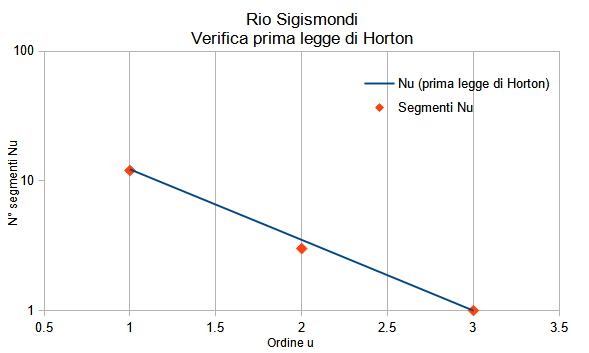 Rio Sigismondi
Verifica prima legge di Horton
100
Nu (prima legge di Horton)
Segmenti Nu
N° segmenti Nu
10
1
0.5 1 1.5 2 2.5 3 3.5
Ordine u